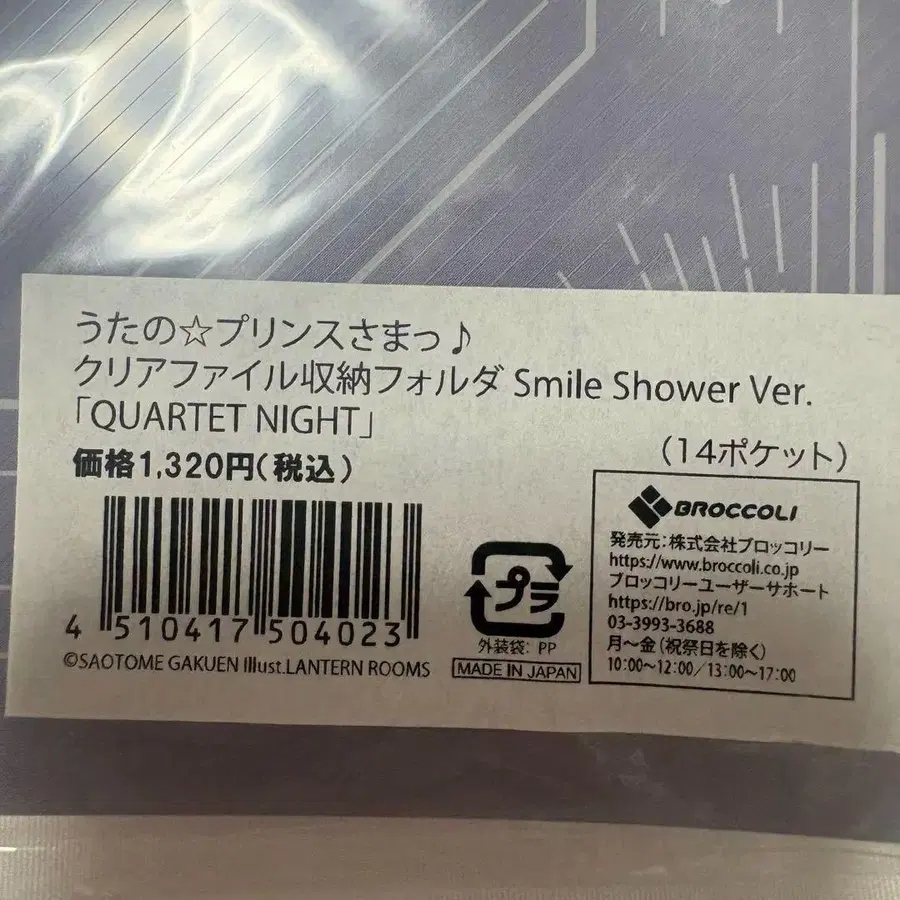 うたの☆プリンスさまっ♪
クリアファイル収納フォルダ Smile Shower Ver.
「QUARTET NIGHT」
(14ポケット)
価格1,320円(税込)
4 510417 504023
©SAOTOME GAKUEN Illust.LANTERN ROOMS
プラ
外装袋: PP
MADE IN JAPAN
BROCCOLI
発売元:株式会社ブロッコリー
https://www.broccoli.co.jp
ブロッコリーユーザーサポート
https://bro.jp/re/1
03-3993-3688
月～金(祝祭日を除く)
10:00～12:00/13:00～17:00